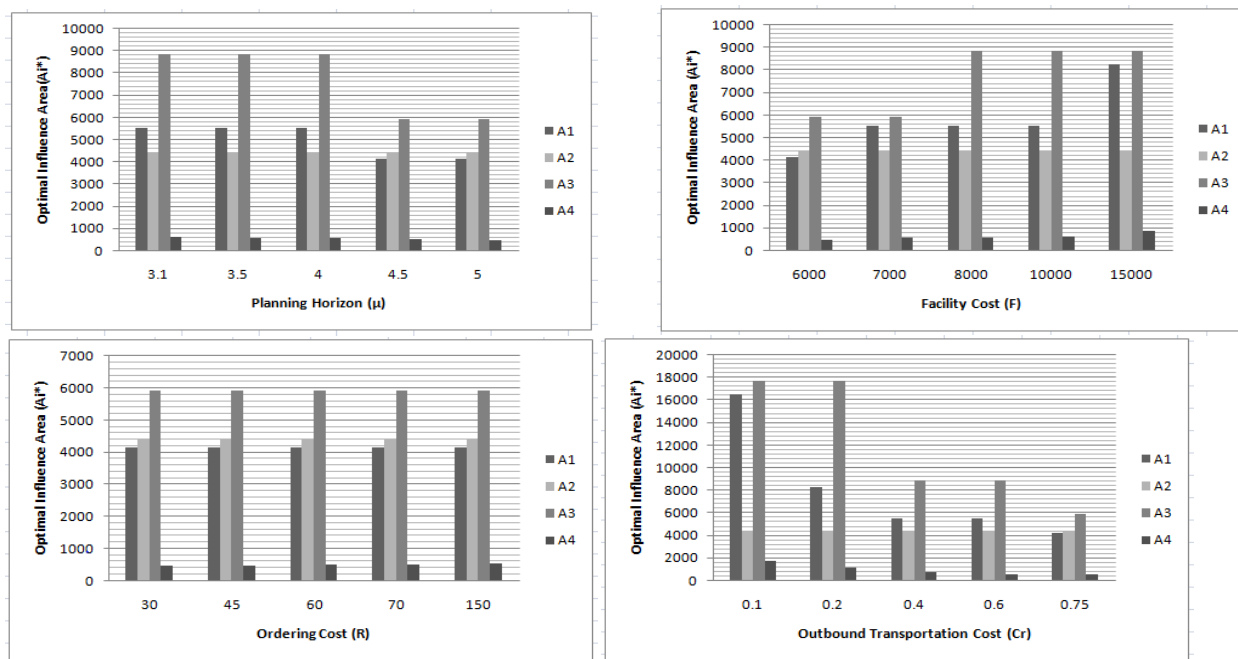 Optimal Influence Area(Ai*)
10000
9000
8000
7000
6000
5000
4000
3000
2000
1000
0
3.1 3.5 4 4.5 5
Planning Horizon (µ)
A1
A2
A3
A4
Optimal Influence Area (Ai*)
10000
9000
8000
7000
6000
5000
4000
3000
2000
1000
0
6000 7000 8000 10000 15000
Facility Cost (F)
A1
A2
A3
A4
Optimal Influence Area (Ai*)
7000
6000
5000
4000
3000
2000
1000
0
30 45 60 70 150
Ordering Cost (R)
A1
A2
A3
A4
Optimal Influence Area (Ai*)
20000
18000
16000
14000
12000
10000
8000
6000
4000
2000
0
0.1 0.2 0.4 0.6 0.75
Outbound Transportation Cost (Cr)
A1
A2
A3
A4